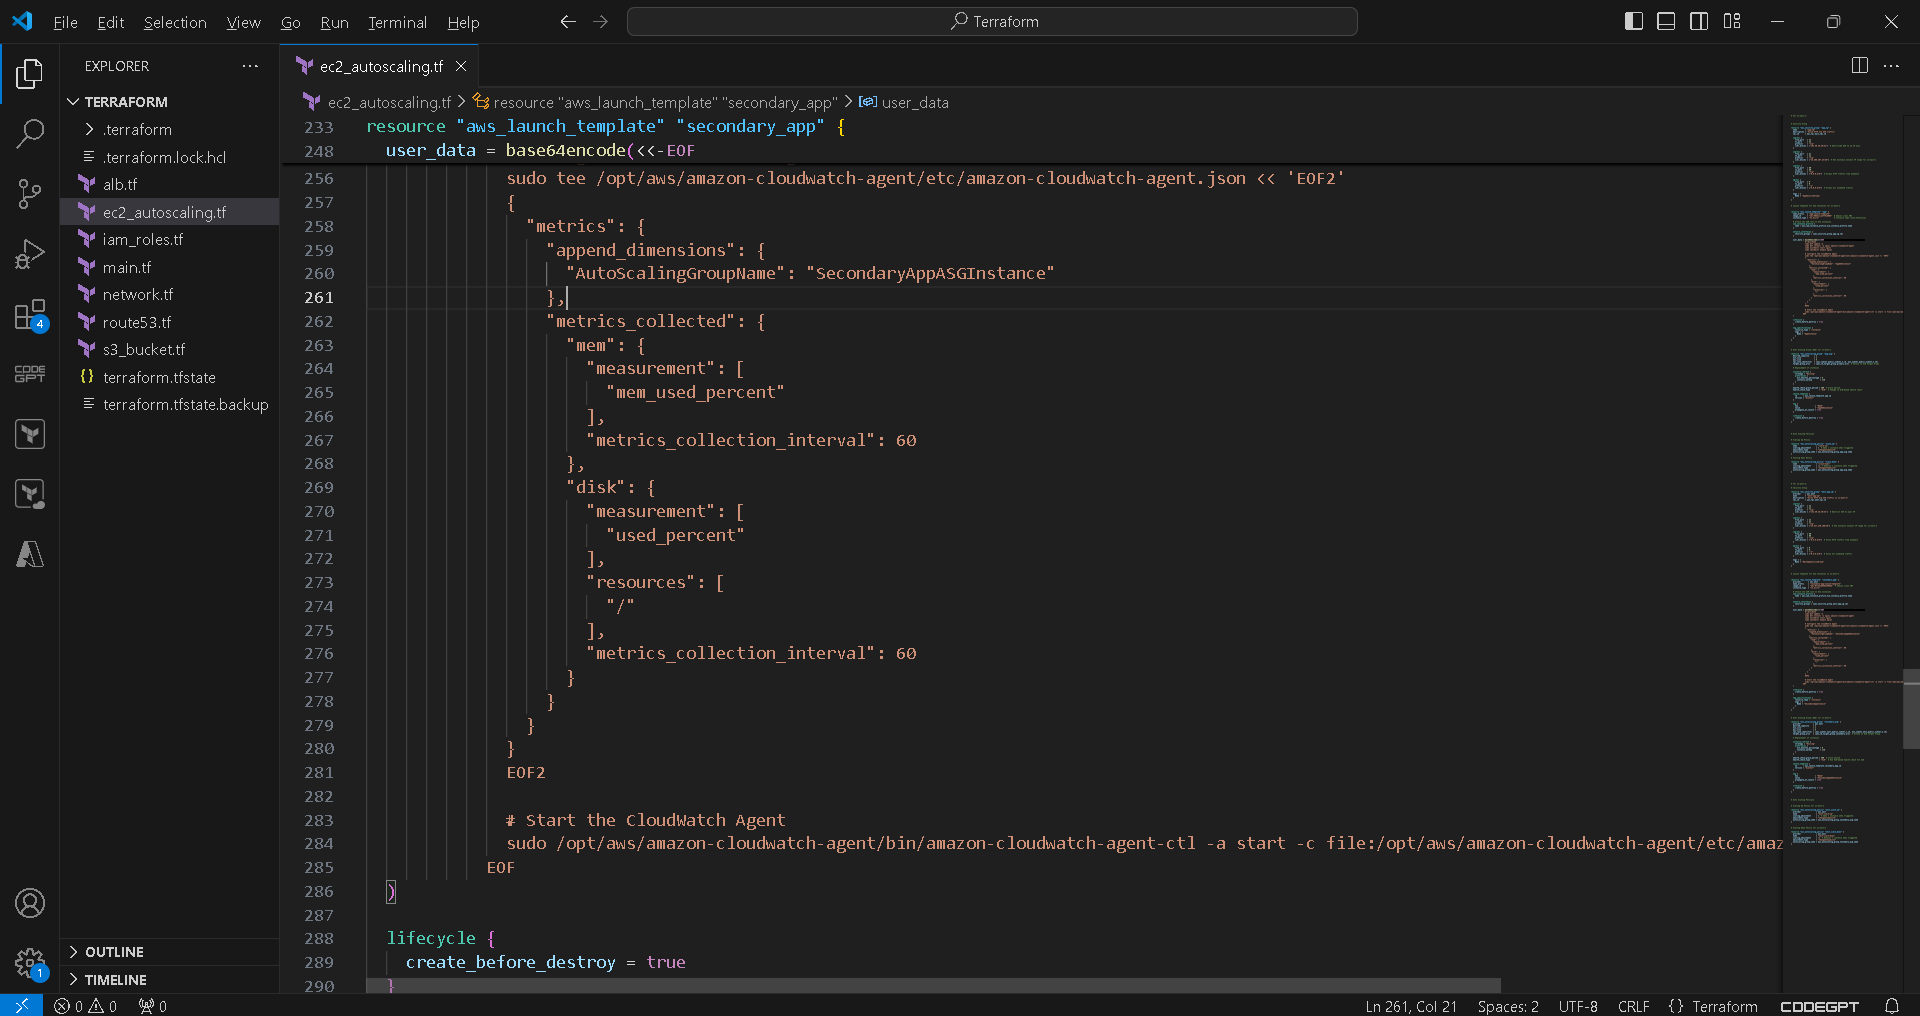 File Edit Selection View Go Run Terminal Help
Terraform
EXPLORER
TERRAFORM
.terraform
.terraform.lock.hcl
alb.tf
ec2_autoscaling.tf
iam_roles.tf
main.tf
network.tf
route53.tf
s3_bucket.tf
terraform.tfstate
terraform.tfstate.backup
OUTLINE
TIMELINE
4
CODE
GPT
1
ec2_autoscaling.tf
ec2_autoscaling.tf > resource "aws_launch_template" "secondary_app" > user_data
233 resource "aws_launch_template" "secondary_app" {
248 user_data = base64encode(<<-EOF
256 sudo tee /opt/aws/amazon-cloudwatch-agent/etc/amazon-cloudwatch-agent.json << 'EOF2'
257 {
258 "metrics": {
259 "append_dimensions": {
260 "AutoScalingGroupName": "SecondaryAppASGInstance"
261 },
262 "metrics_collected": {
263 "mem": {
264 "measurement": [
265 "mem_used_percent"
266 ],
267 "metrics_collection_interval": 60
268 },
269 "disk": {
270 "measurement": [
271 "used_percent"
272 ],
273 "resources": [
274 "/"
275 ],
276 "metrics_collection_interval": 60
277 }
278 }
279 }
280 }
281 EOF2
282
283 # Start the CloudWatch Agent
284 sudo /opt/aws/amazon-cloudwatch-agent/bin/amazon-cloudwatch-agent-ctl -a start -c file:/opt/aws/amazon-cloudwatch-agent/etc/amaz
285 EOF
286 )
287
288 lifecycle {
289 create_before_destroy = true
290 }
0 0 0 Ln 261, Col 21 Spaces: 2 UTF-8 CRLF {} Terraform CODEGPT